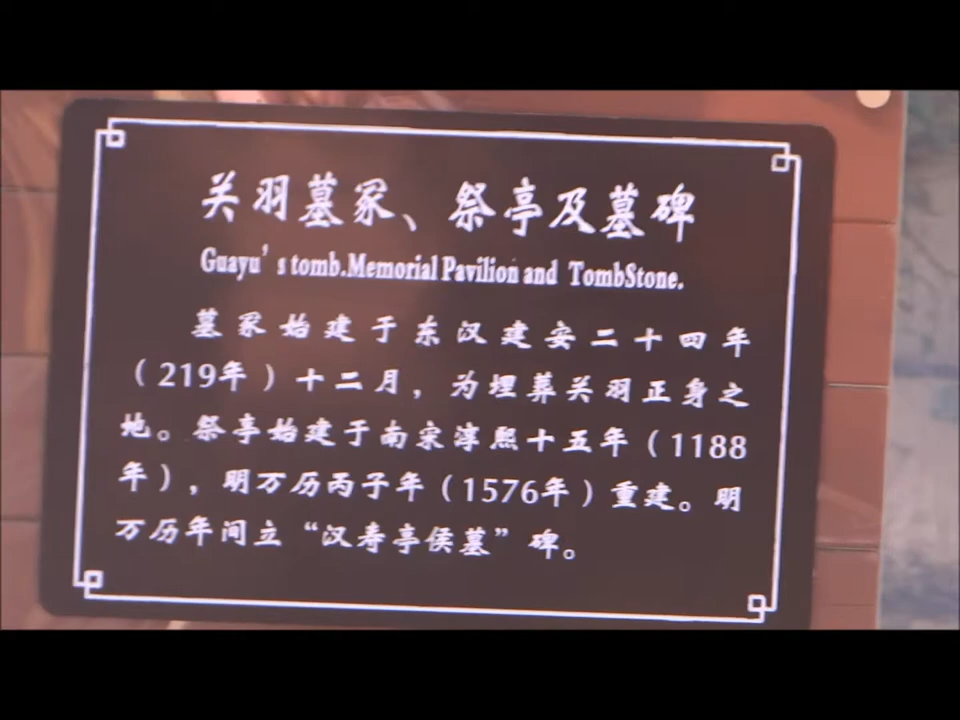 关羽墓冢、祭亭及墓碑
Guayu's tomb.Memorial Pavilion and TombStone.
墓冢始建于东汉建安二十四年
（219年）十二月，为埋葬关羽正身之
地。祭亭始建于南宋淳熙十五年（1188
年），明万历丙子年（1576年）重建。明
万历年间立“汉寿亭侯墓”碑。